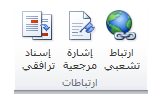 ارتباط تشعبي
إشارة مرجعية
إسناد ترافقي
ارتباطات